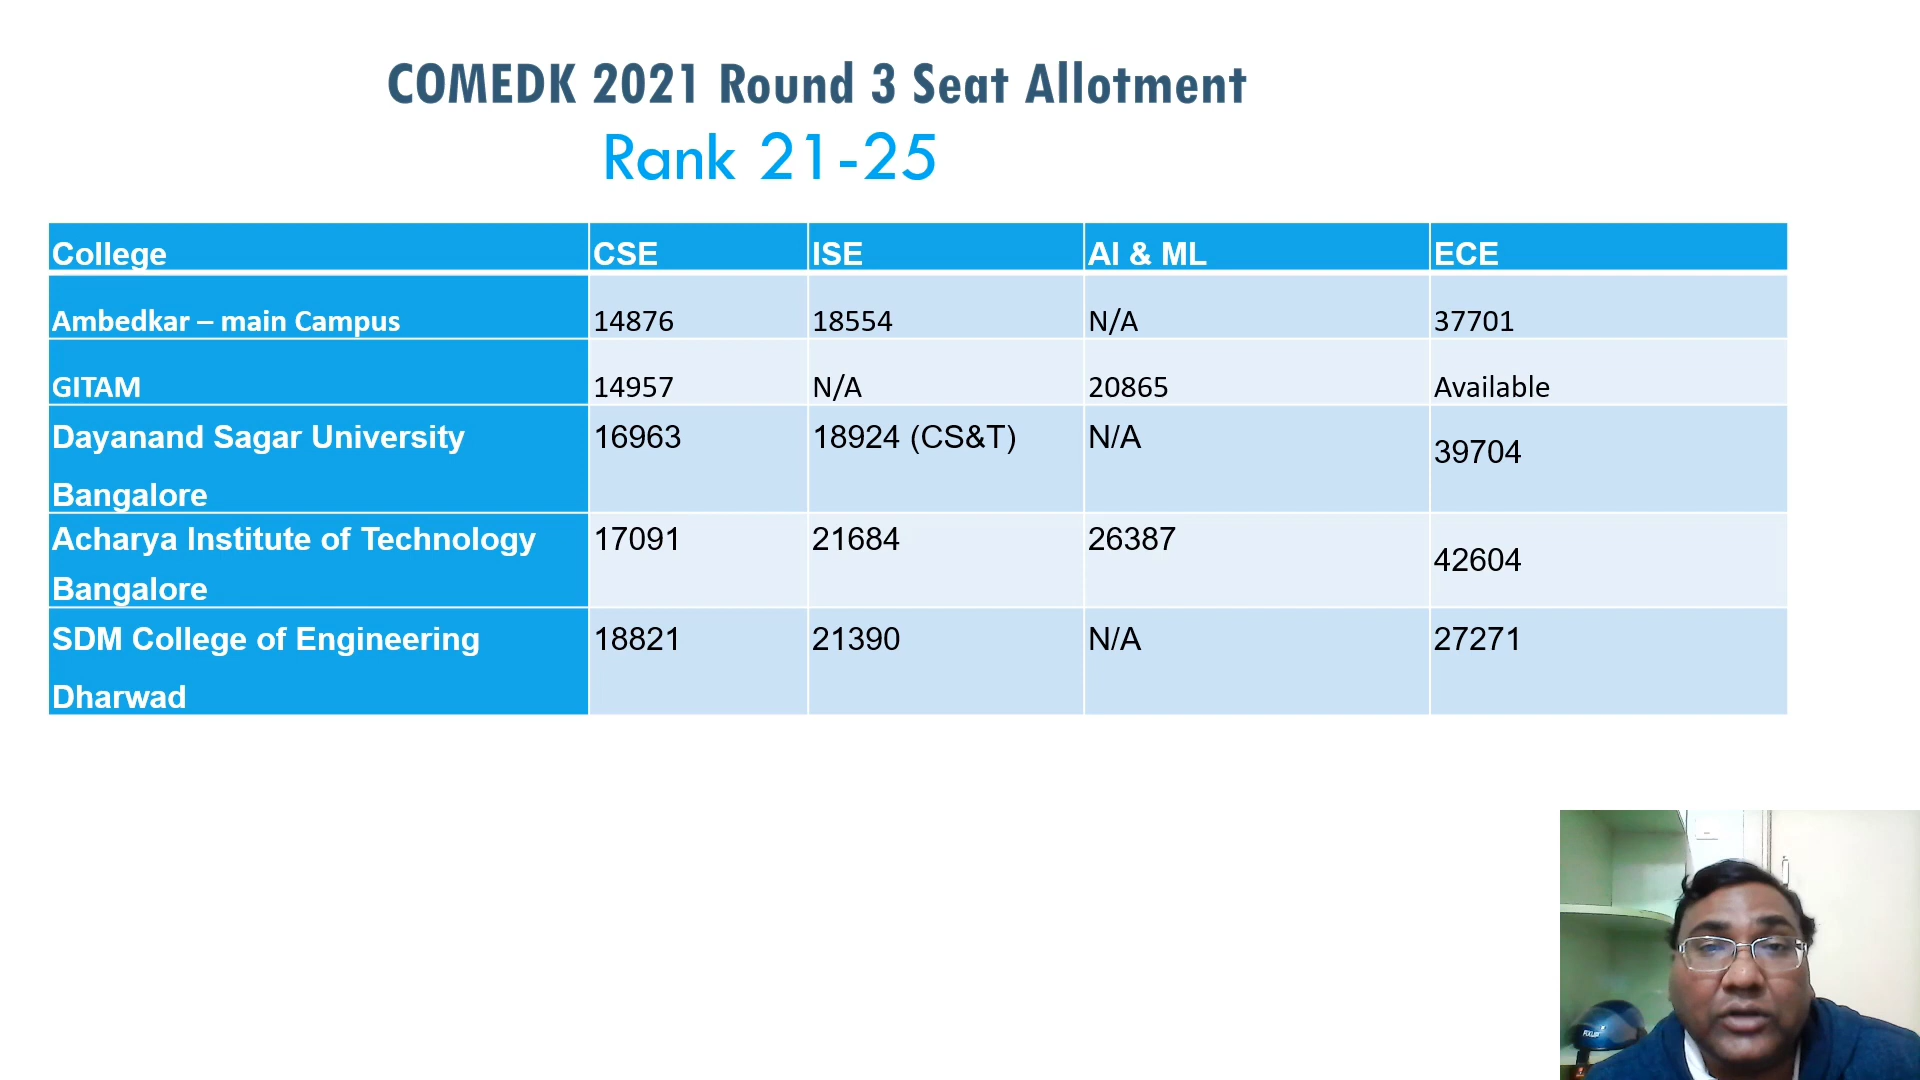 COMEDK 2021 Round 3 Seat Allotment
Rank 21-25
College CSE ISE AI & ML ECE
Ambedkar – main Campus 14876 18554 N/A 37701
GITAM 14957 N/A 20865 Available
Dayanand Sagar University 16963 18924 (CS&T) N/A 39704
Bangalore
Acharya Institute of Technology 17091 21684 26387 42604
Bangalore
SDM College of Engineering 18821 21390 N/A 27271
Dharwad